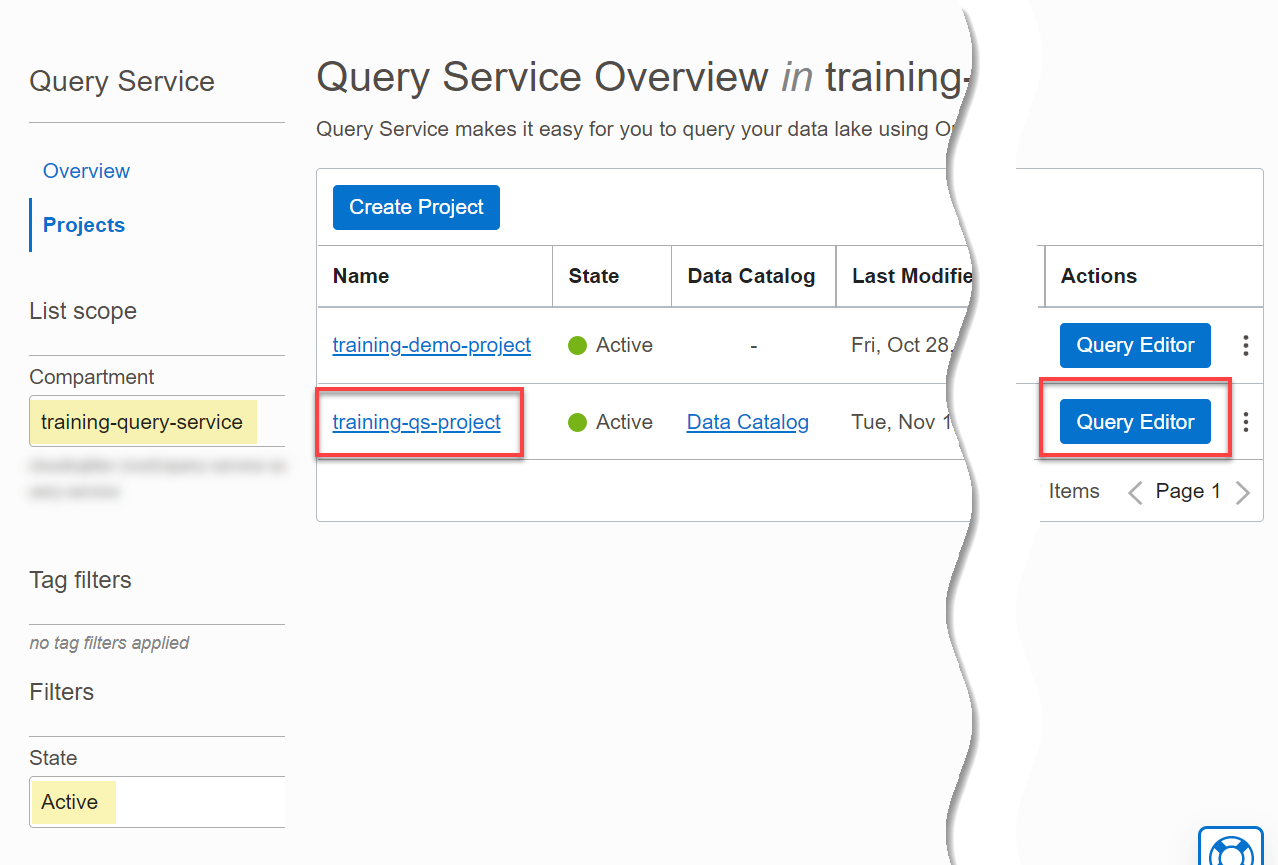 Query Service
Overview
Projects
List scope
Compartment
training-query-service
Tag filters
no tag filters applied
Filters
State
Active
Query Service Overview in training-
Query Service makes it easy for you to query your data lake using
Create Project
Name State Data Catalog Last Modifie Actions
training-demo-project Active - Fri, Oct 28, Query Editor
training-qs-project Active Data Catalog Tue, Nov 1 Query Editor
Items Page 1